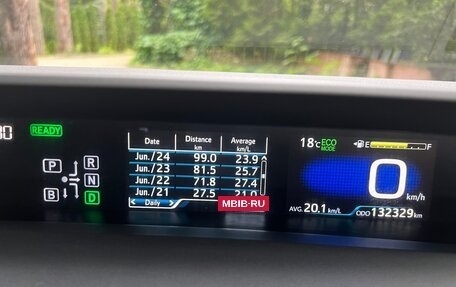 READY
18°C ECO MODE E F
Date Distance km Average km/L
Jun./24 99.0 23.9
Jun./23 81.5 25.7
Jun./22 71.8 27.4
Jun./21 27.5 21.0
Daily
MBIB-RU
P R
N
B D
0 km/h
AVG. 20.1 km/L ODO 132329 km